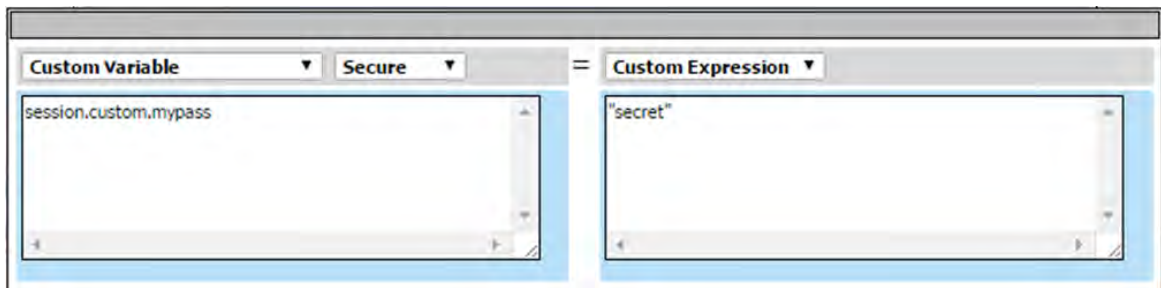 Custom Variable Secure = Custom Expression
session.custom.mypass
"secret"